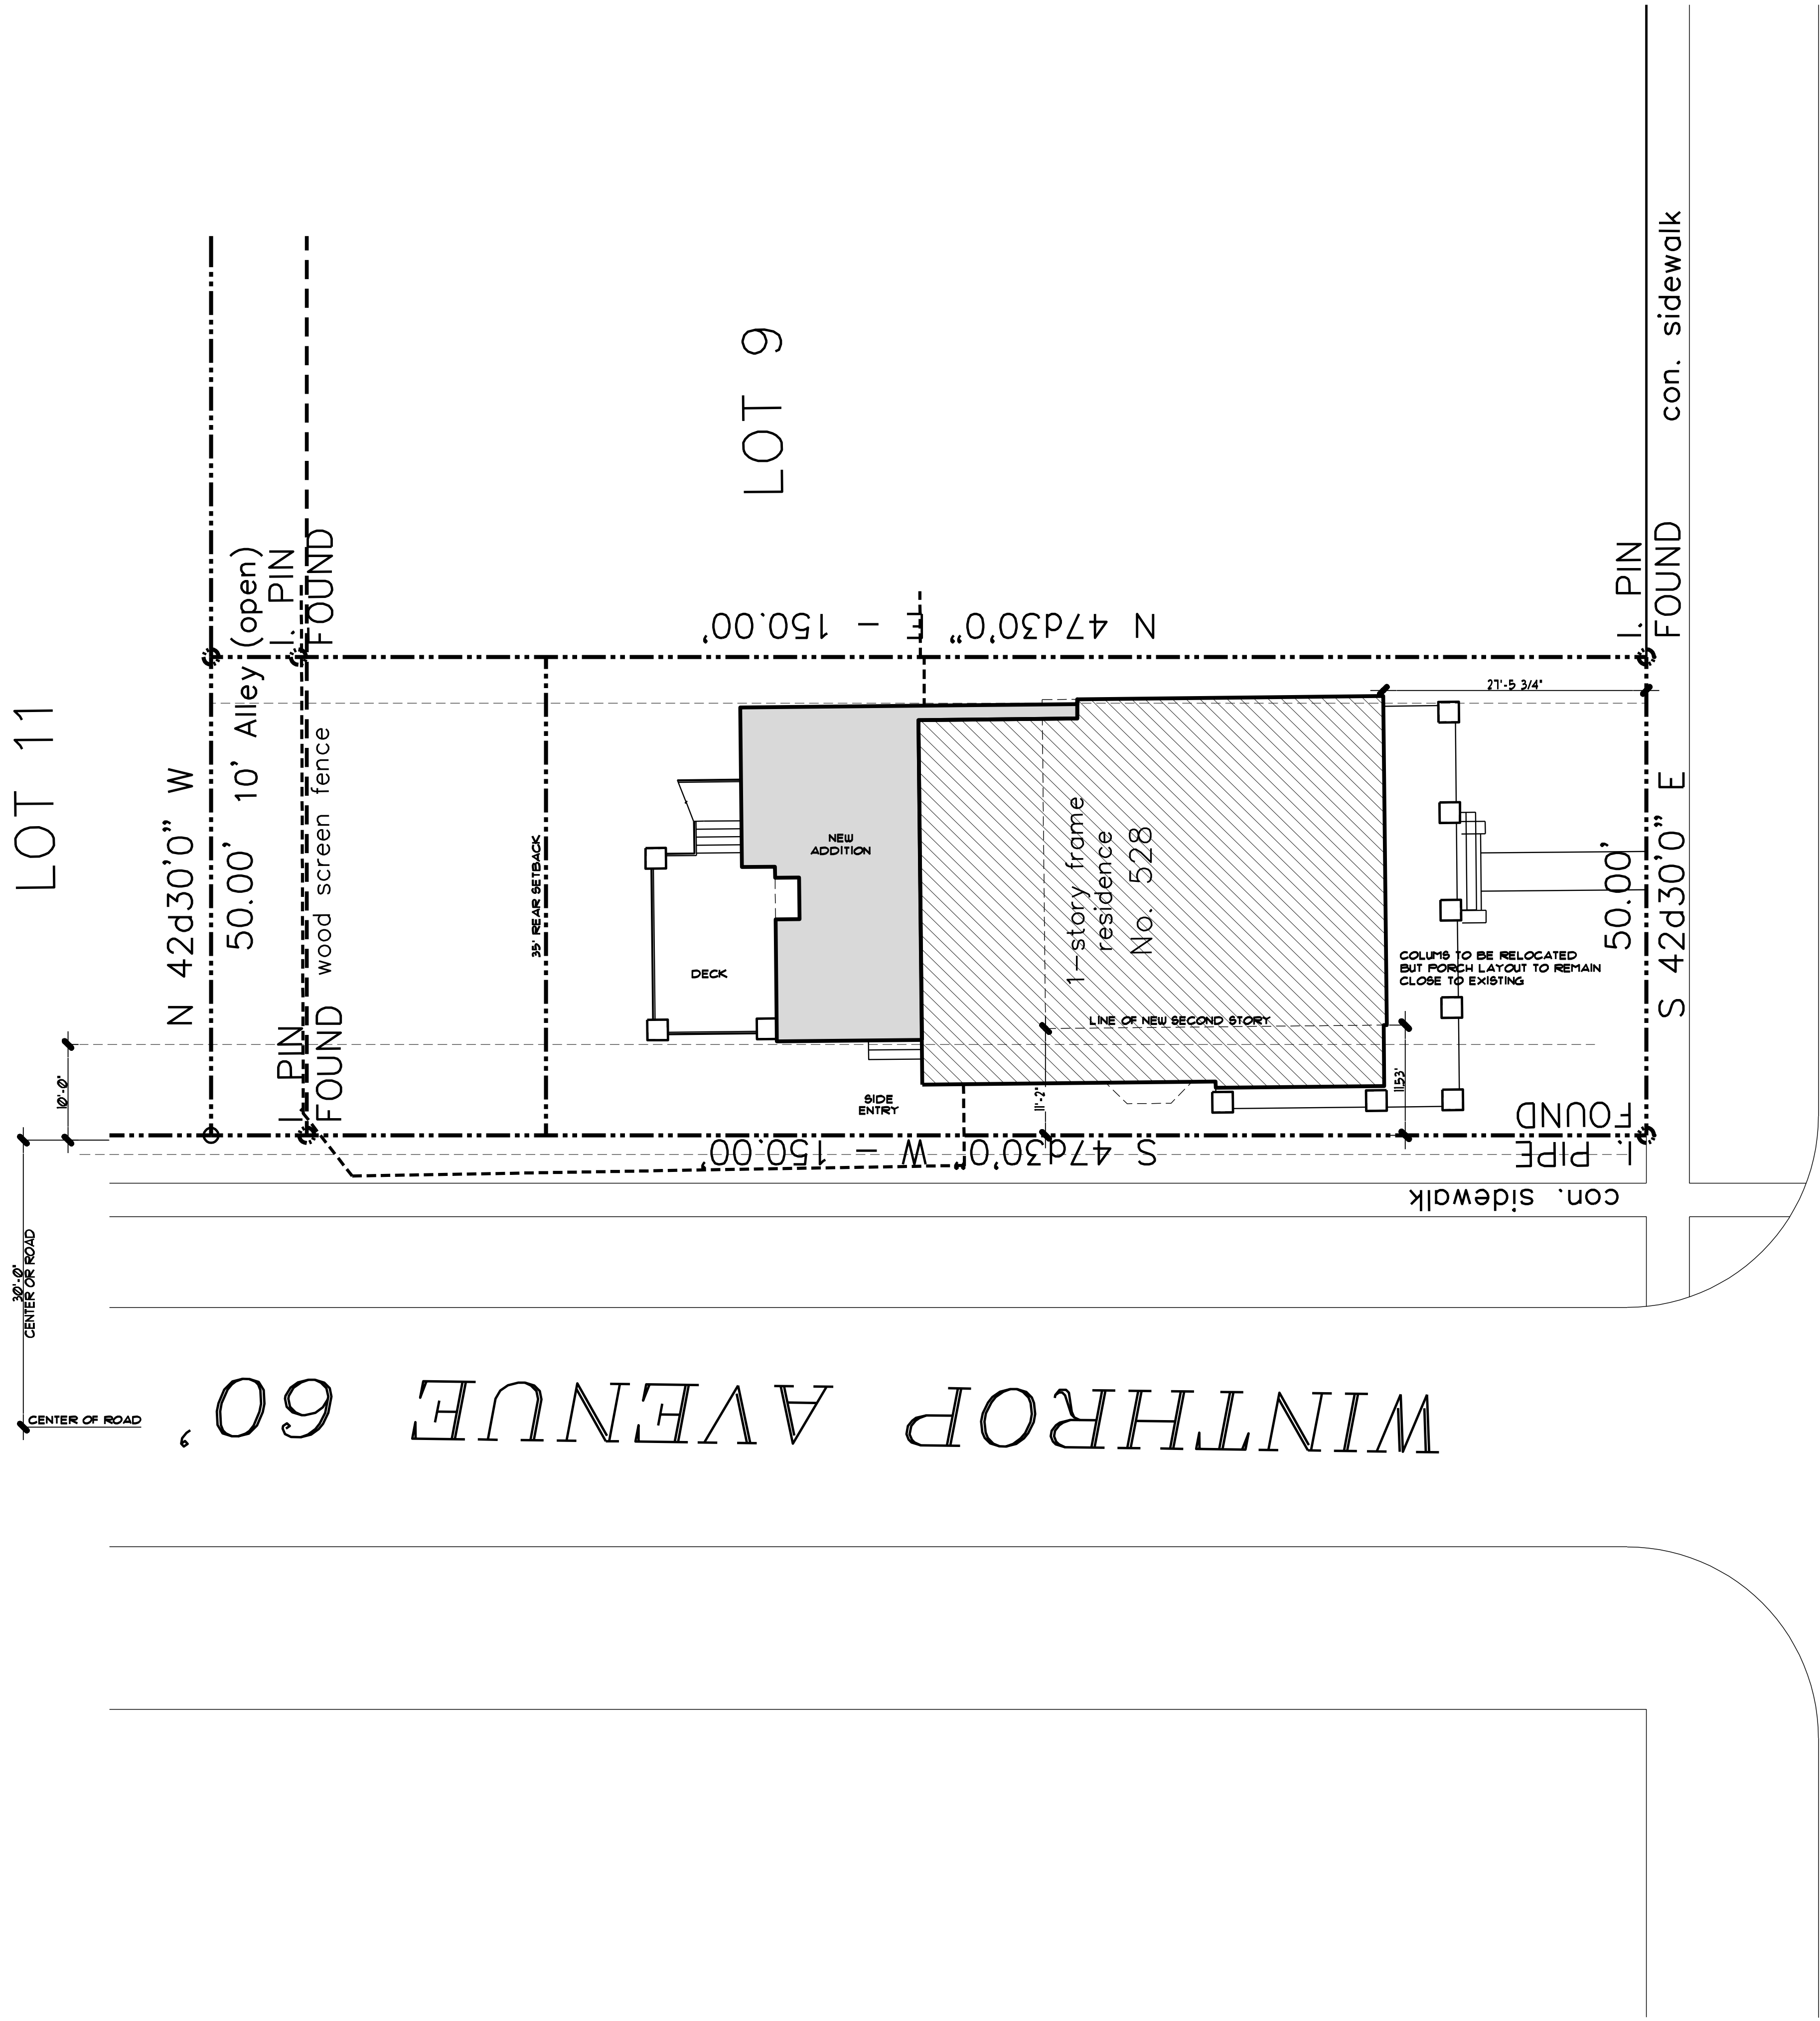 LOT 11
N 42d30'0" W
50.00'
10' Alley (open)
I. PIN
FOUND
I. PIN
FOUND
wood screen fence
LOT 9
N 47d30'0" E - 150.00'
I. PIN
FOUND
con. sidewalk
27'-5 3/4"
35' REAR SETBACK
NEW
ADDITION
DECK
1-story frame
residence
No. 528
LINE OF NEW SECOND STORY
COLUMS TO BE RELOCATED
BUT PORCH LAYOUT TO REMAIN
CLOSE TO EXISTING
50.00'
S 42d30'0" E
10'-0"
SIDE
ENTRY
11'-2"
11.53'
S 47d30'0" W - 150.00'
I. PIPE
FOUND
con. sidewalk
30'-0"
CENTER OR ROAD
CENTER OF ROAD
WINTHROP AVENUE 60'